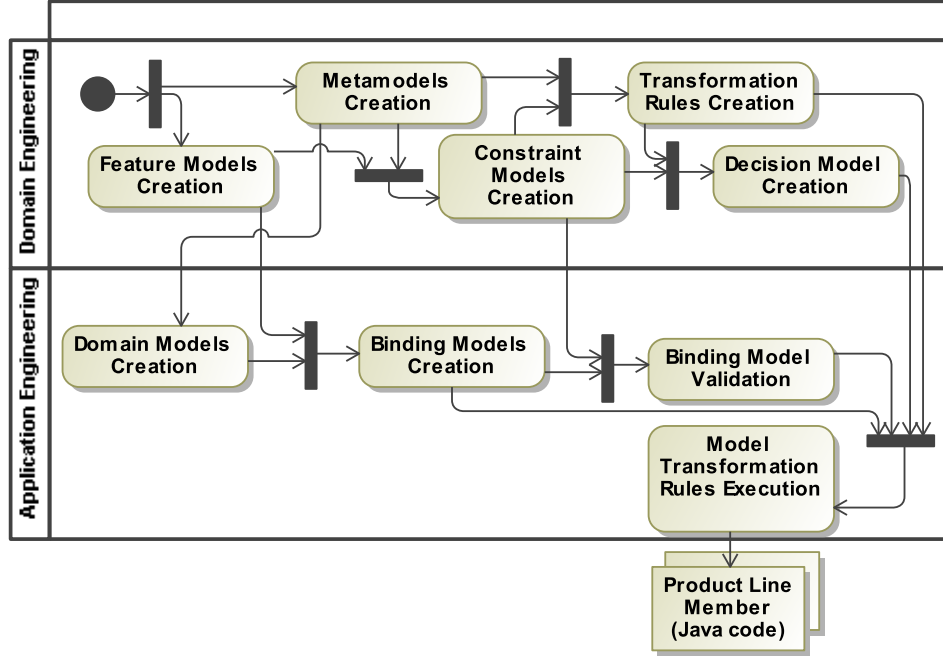 Domain Engineering
Metamodels
Creation
Transformation
Rules Creation
Feature Models
Creation
Constraint
Models
Creation
Decision Model
Creation
Application Engineering
Domain Models
Creation
Binding Models
Creation
Binding Model
Validation
Model
Transformation
Rules Execution
Product Line
Member
(Java code)